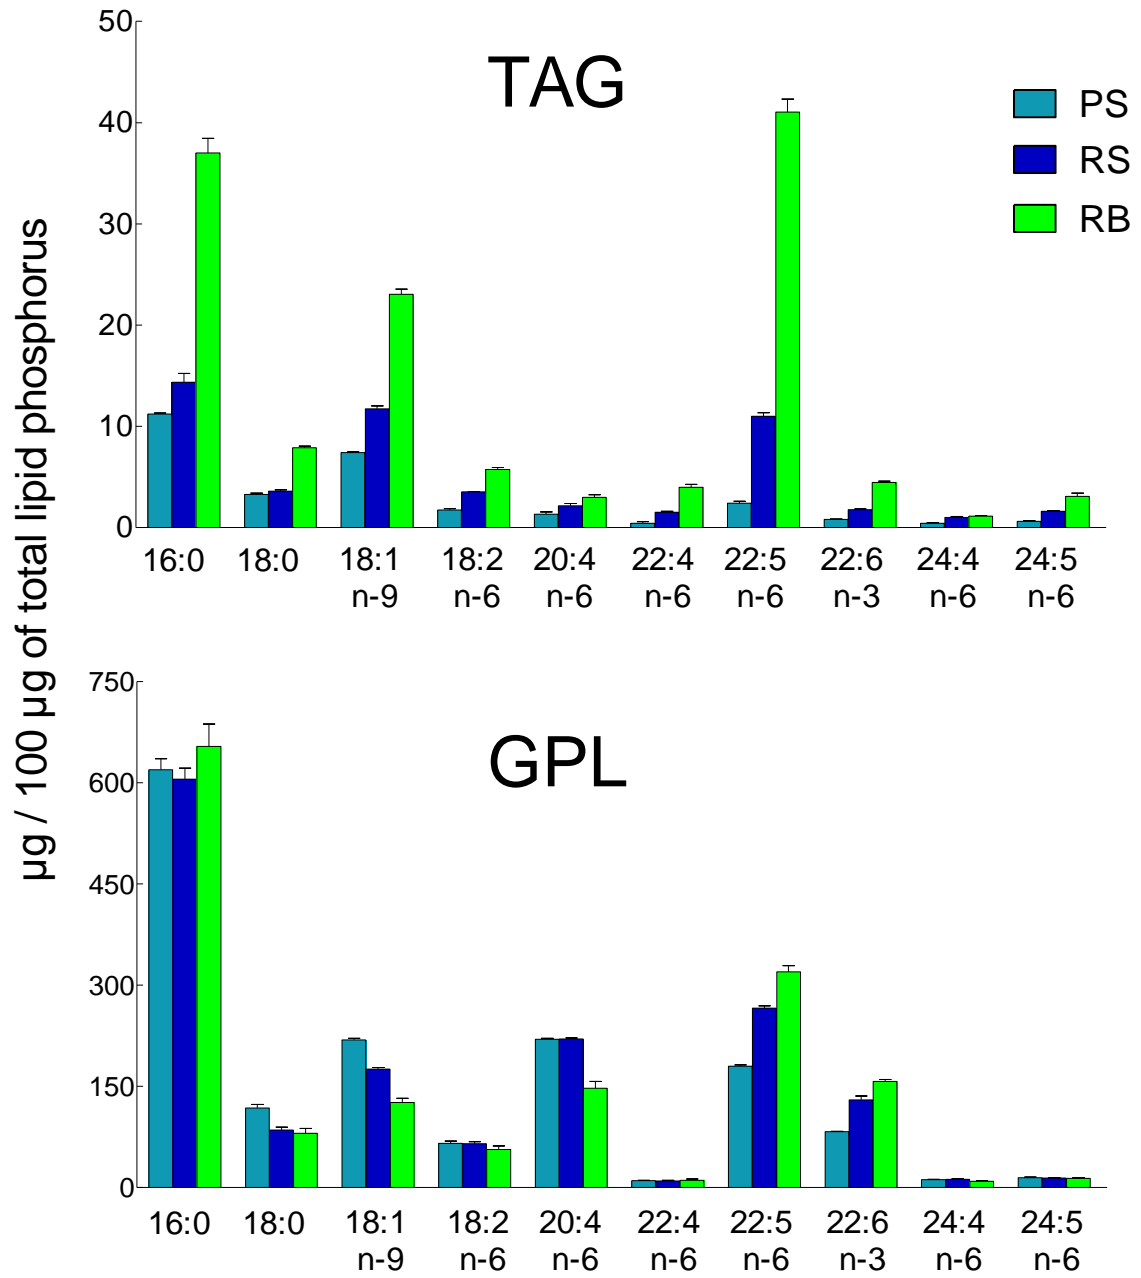 µg / 100 µg of total lipid phosphorus
TAG
PS
RS
RB
50
40
30
20
10
0
16:0 18:0 18:1 18:2 20:4 22:4 22:5 22:6 24:4 24:5
n-9 n-6 n-6 n-6 n-6 n-3 n-6 n-6
GPL
750
600
450
300
150
0
16:0 18:0 18:1 18:2 20:4 22:4 22:5 22:6 24:4 24:5
n-9 n-6 n-6 n-6 n-6 n-3 n-6 n-6